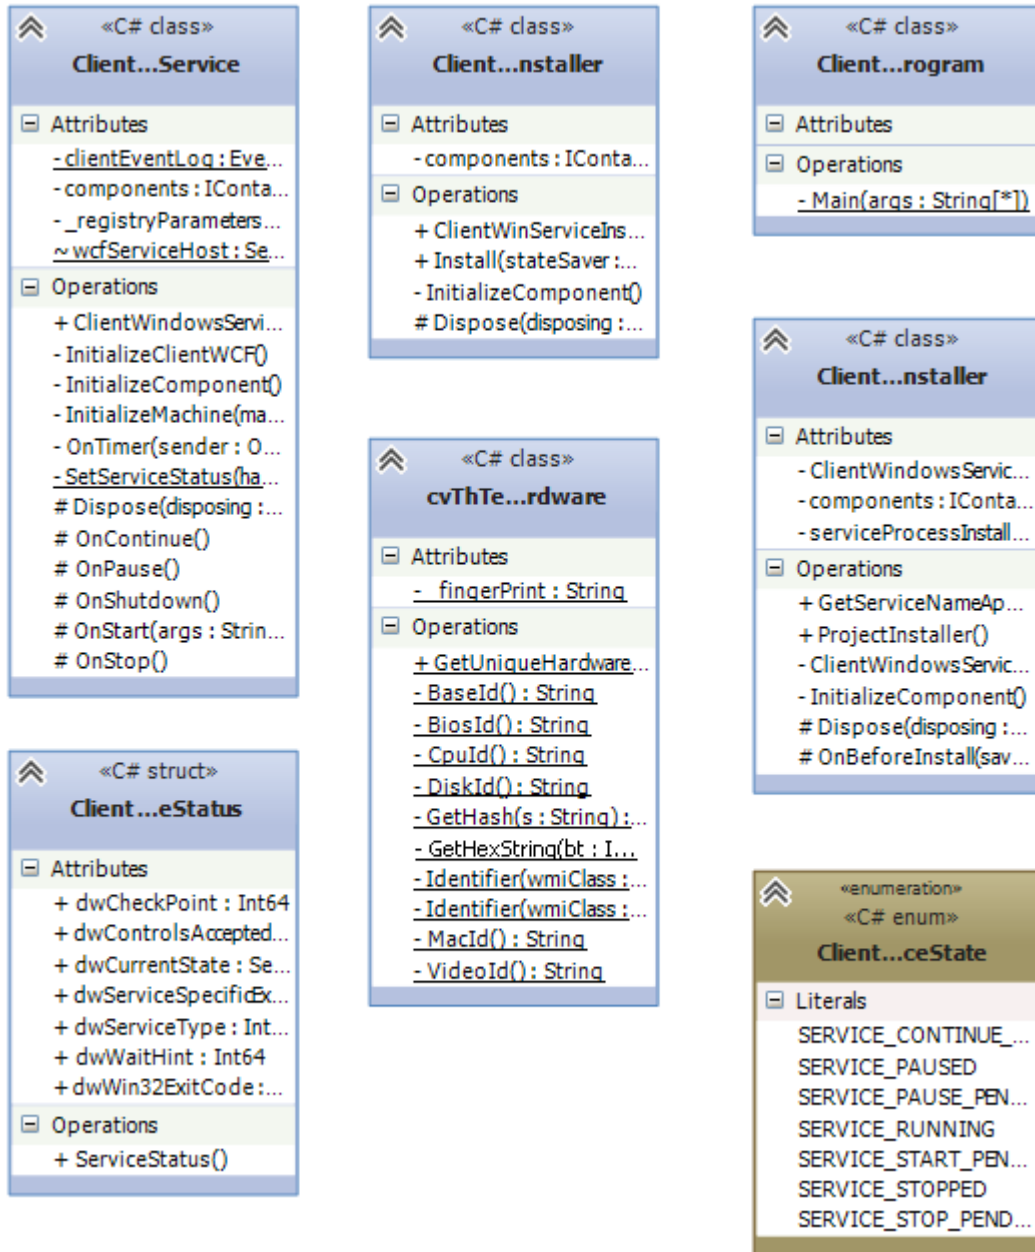 «C# class»
Client...Service
Attributes
-clientEventLog : Eve...
-components : IConta...
-_registryParameters...
~wcfServiceHost : Se...
Operations
+ ClientWindowsServi...
- InitializeClientWCF()
- InitializeComponent()
- InitializeMachine(ma...
- OnTimer(sender : O...
- SetServiceStatus(ha...
# Dispose(disposing :...
# OnContinue()
# OnPause()
# OnShutdown()
# OnStart(args : Strin...
# OnStop()
«C# struct»
Client...eStatus
Attributes
+ dwCheckPoint : Int64
+ dwControlsAccepted...
+ dwCurrentState : Se...
+ dwServiceSpecificEx...
+ dwServiceType : Int...
+ dwWaitHint : Int64
+ dwWin32ExitCode :...
Operations
+ ServiceStatus()
«C# class»
Client...nstaller
Attributes
-components : IConta...
Operations
+ ClientWinServiceIns...
+ Install(stateSaver :...
- InitializeComponent()
# Dispose(disposing :...
«C# class»
cvThTe...rdware
Attributes
- _fingerPrint : String
Operations
+ GetUniqueHardware...
- BaseId() : String
- BiosId() : String
- CpuId() : String
- DiskId() : String
- GetHash(s : String) :...
- GetHexString(bt : I...
- Identifier(wmiClass :...
- Identifier(wmiClass :...
- MacId() : String
- VideoId() : String
«C# class»
Client...rogram
Attributes
Operations
- Main(args : String[*])
«C# class»
Client...nstaller
Attributes
- ClientWindowsServic...
-components : IConta...
-serviceProcessInstall...
Operations
+ GetServiceNameAp...
+ ProjectInstaller()
- ClientWindowsServic...
- InitializeComponent()
# Dispose(disposing :...
# OnBeforeInstall(sav...
«enumeration»
«C# enum»
Client...ceState
Literals
SERVICE_CONTINUE_...
SERVICE_PAUSED
SERVICE_PAUSE_PEN...
SERVICE_RUNNING
SERVICE_START_PEN...
SERVICE_STOPPED
SERVICE_STOP_PEND...